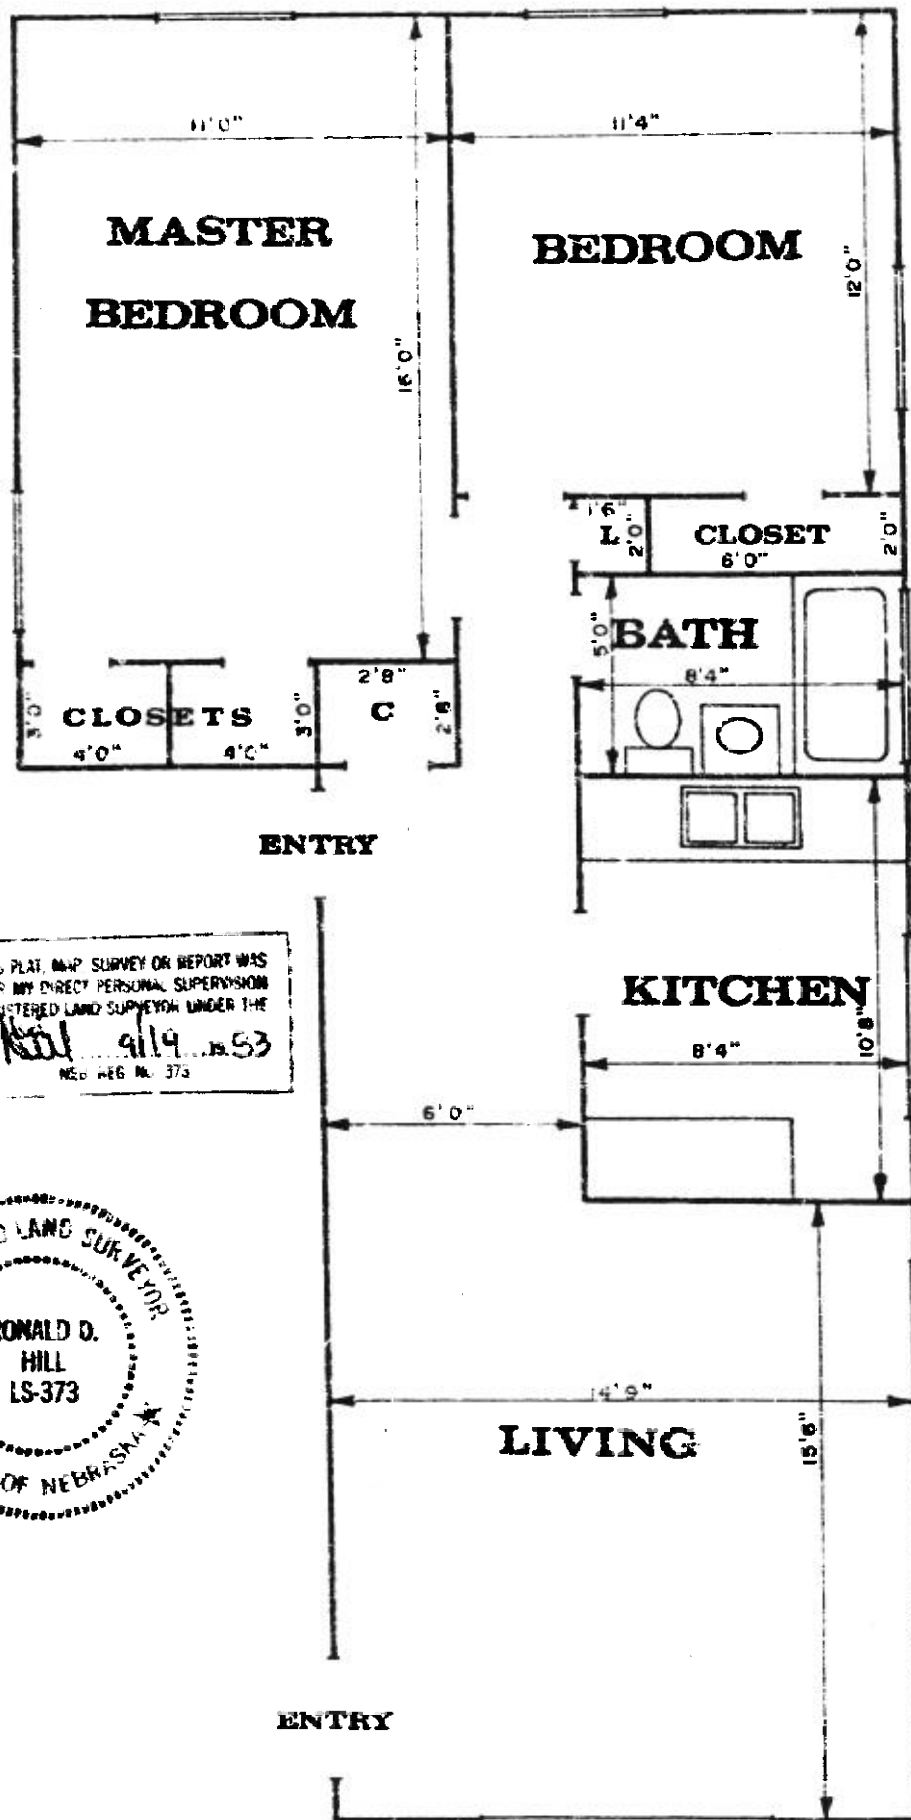 11'0"
11'4"
MASTER
BEDROOM
BEDROOM
12'0"
16'0"
1'6"
L
2'0"
CLOSET
6'0"
2'0"
BATH
5'0"
8'4"
2'8"
C
2'8"
3'0"
CLOSETS
3'0"
4'0"
4'0"
ENTRY
PLAT, MAP SURVEY OR REPORT WAS
MY DIRECT PERSONAL SUPERVISION
LAND SURVEYOR UNDER THE
9/19
NEB REG No. 373
KITCHEN
10'8"
8'4"
6'0"
LAND SURVEYOR
RONALD D.
HILL
LS-373
OF NEBRASKA
14'9"
LIVING
15'6"
ENTRY